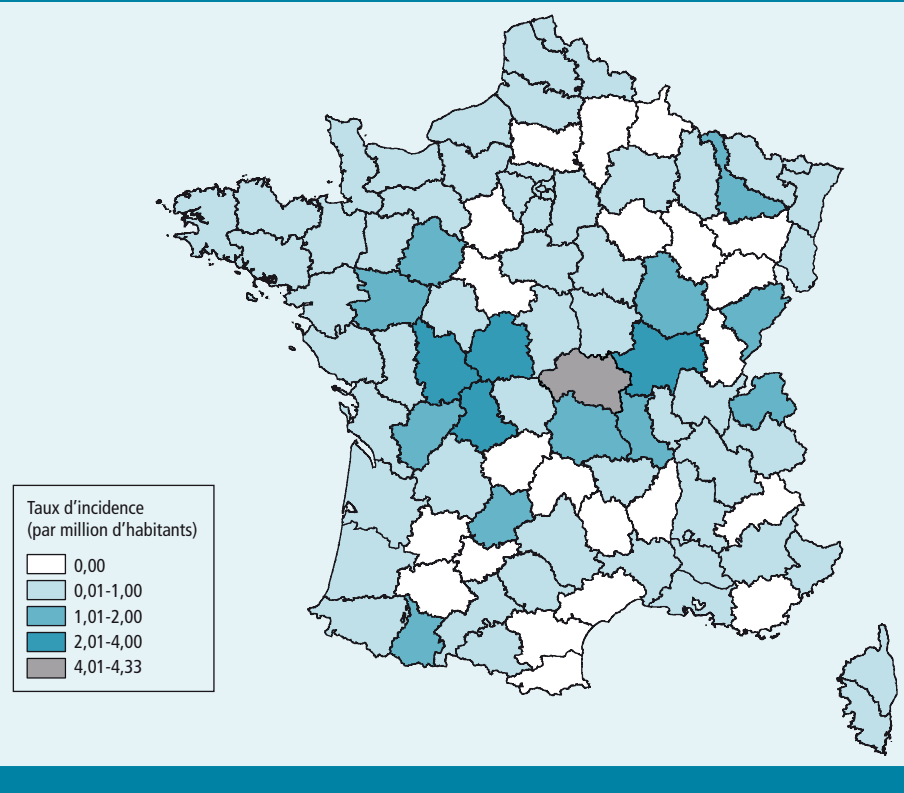 Taux d'incidence
(par million d'habitants)
0,00
0,01-1,00
1,01-2,00
2,01-4,00
4,01-4,33